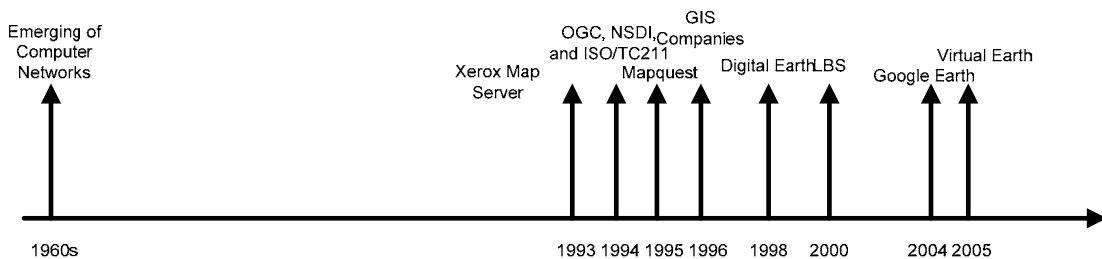 Emerging of
Computer
Networks
Xerox Map
Server
OGC, NSDI,
and ISO/TC211
Mapquest
GIS
Companies
Digital Earth
LBS
Google Earth
Virtual Earth
1960s
1993
1994
1995
1996
1998
2000
2004
2005